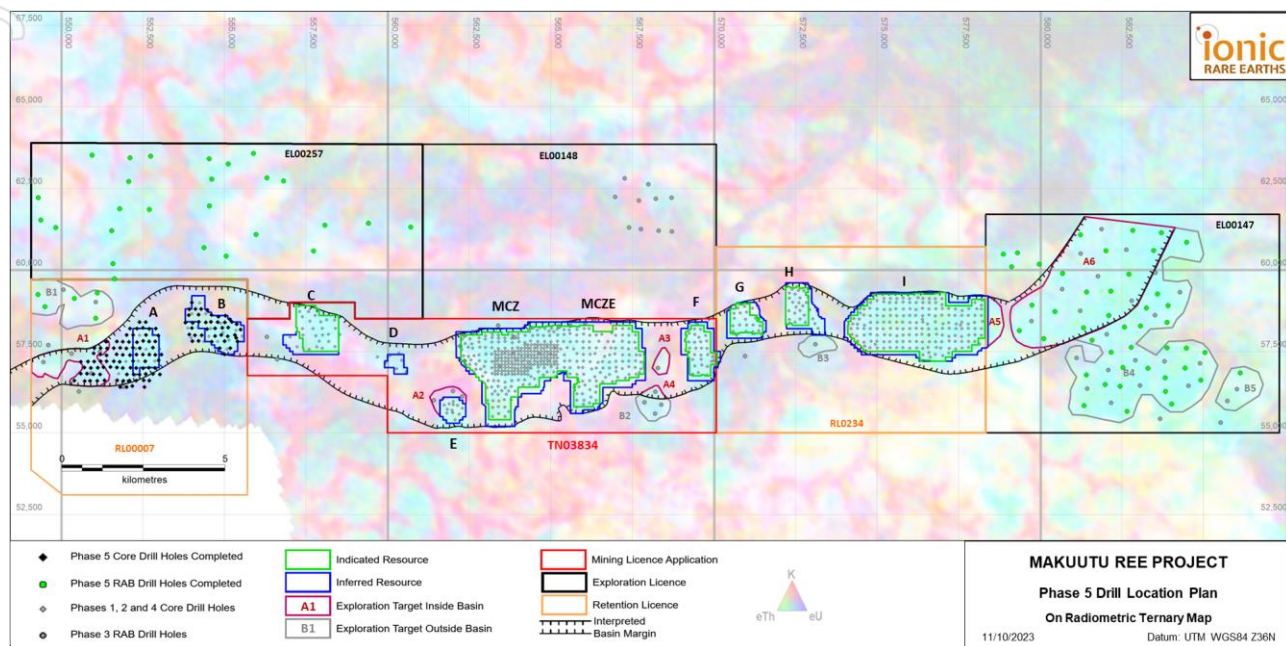 67,500
550,000
552,500
555,000
557,500
560,000
562,500
565,000
567,500
570,000
572,500
575,000
577,500
580,000
582,500
585,000
ionic
RARE EARTHS
65,000
EL00257
EL00148
62,500
EL00147
60,000
B1
A
B
C
D
MCZ
MCZE
F
G
H
I
A6
A1
A5
57,500
A3
A4
A2
B2
B3
B4
B5
E
55,000
RL00007
TN03834
RL0234
0
5
kilometres
52,500
Phase 5 Core Drill Holes Completed
Phase 5 RAB Drill Holes Completed
Phases 1, 2 and 4 Core Drill Holes
Phase 3 RAB Drill Holes
Indicated Resource
Inferred Resource
A1 Exploration Target Inside Basin
B1 Exploration Target Outside Basin
Mining Licence Application
Exploration Licence
Retention Licence
Interpreted
Basin Margin
K
eTh
eU
MAKUUTU REE PROJECT
Phase 5 Drill Location Plan
On Radiometric Ternary Map
11/10/2023 Datum: UTM WGS84 Z36N